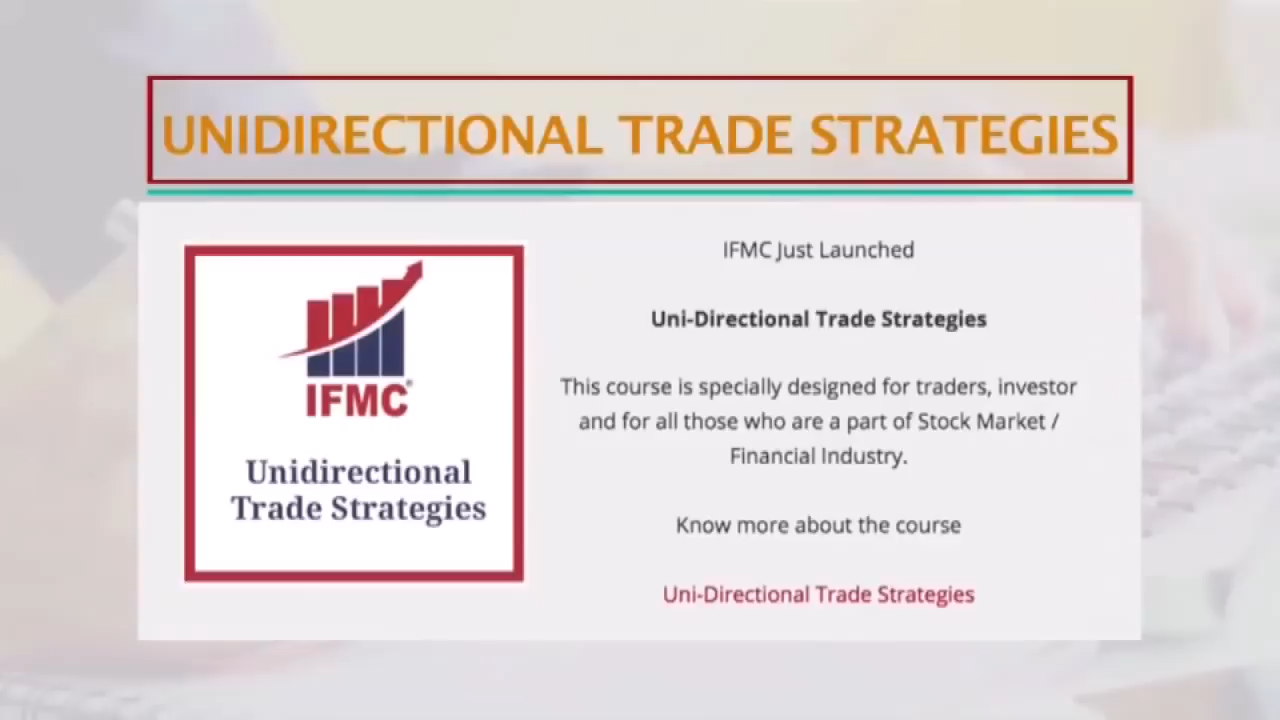 UNIDIRECTIONAL TRADE STRATEGIES
IFMC®
Unidirectional
Trade Strategies
IFMC Just Launched
Uni-Directional Trade Strategies
This course is specially designed for traders, investor
and for all those who are a part of Stock Market /
Financial Industry.
Know more about the course
Uni-Directional Trade Strategies